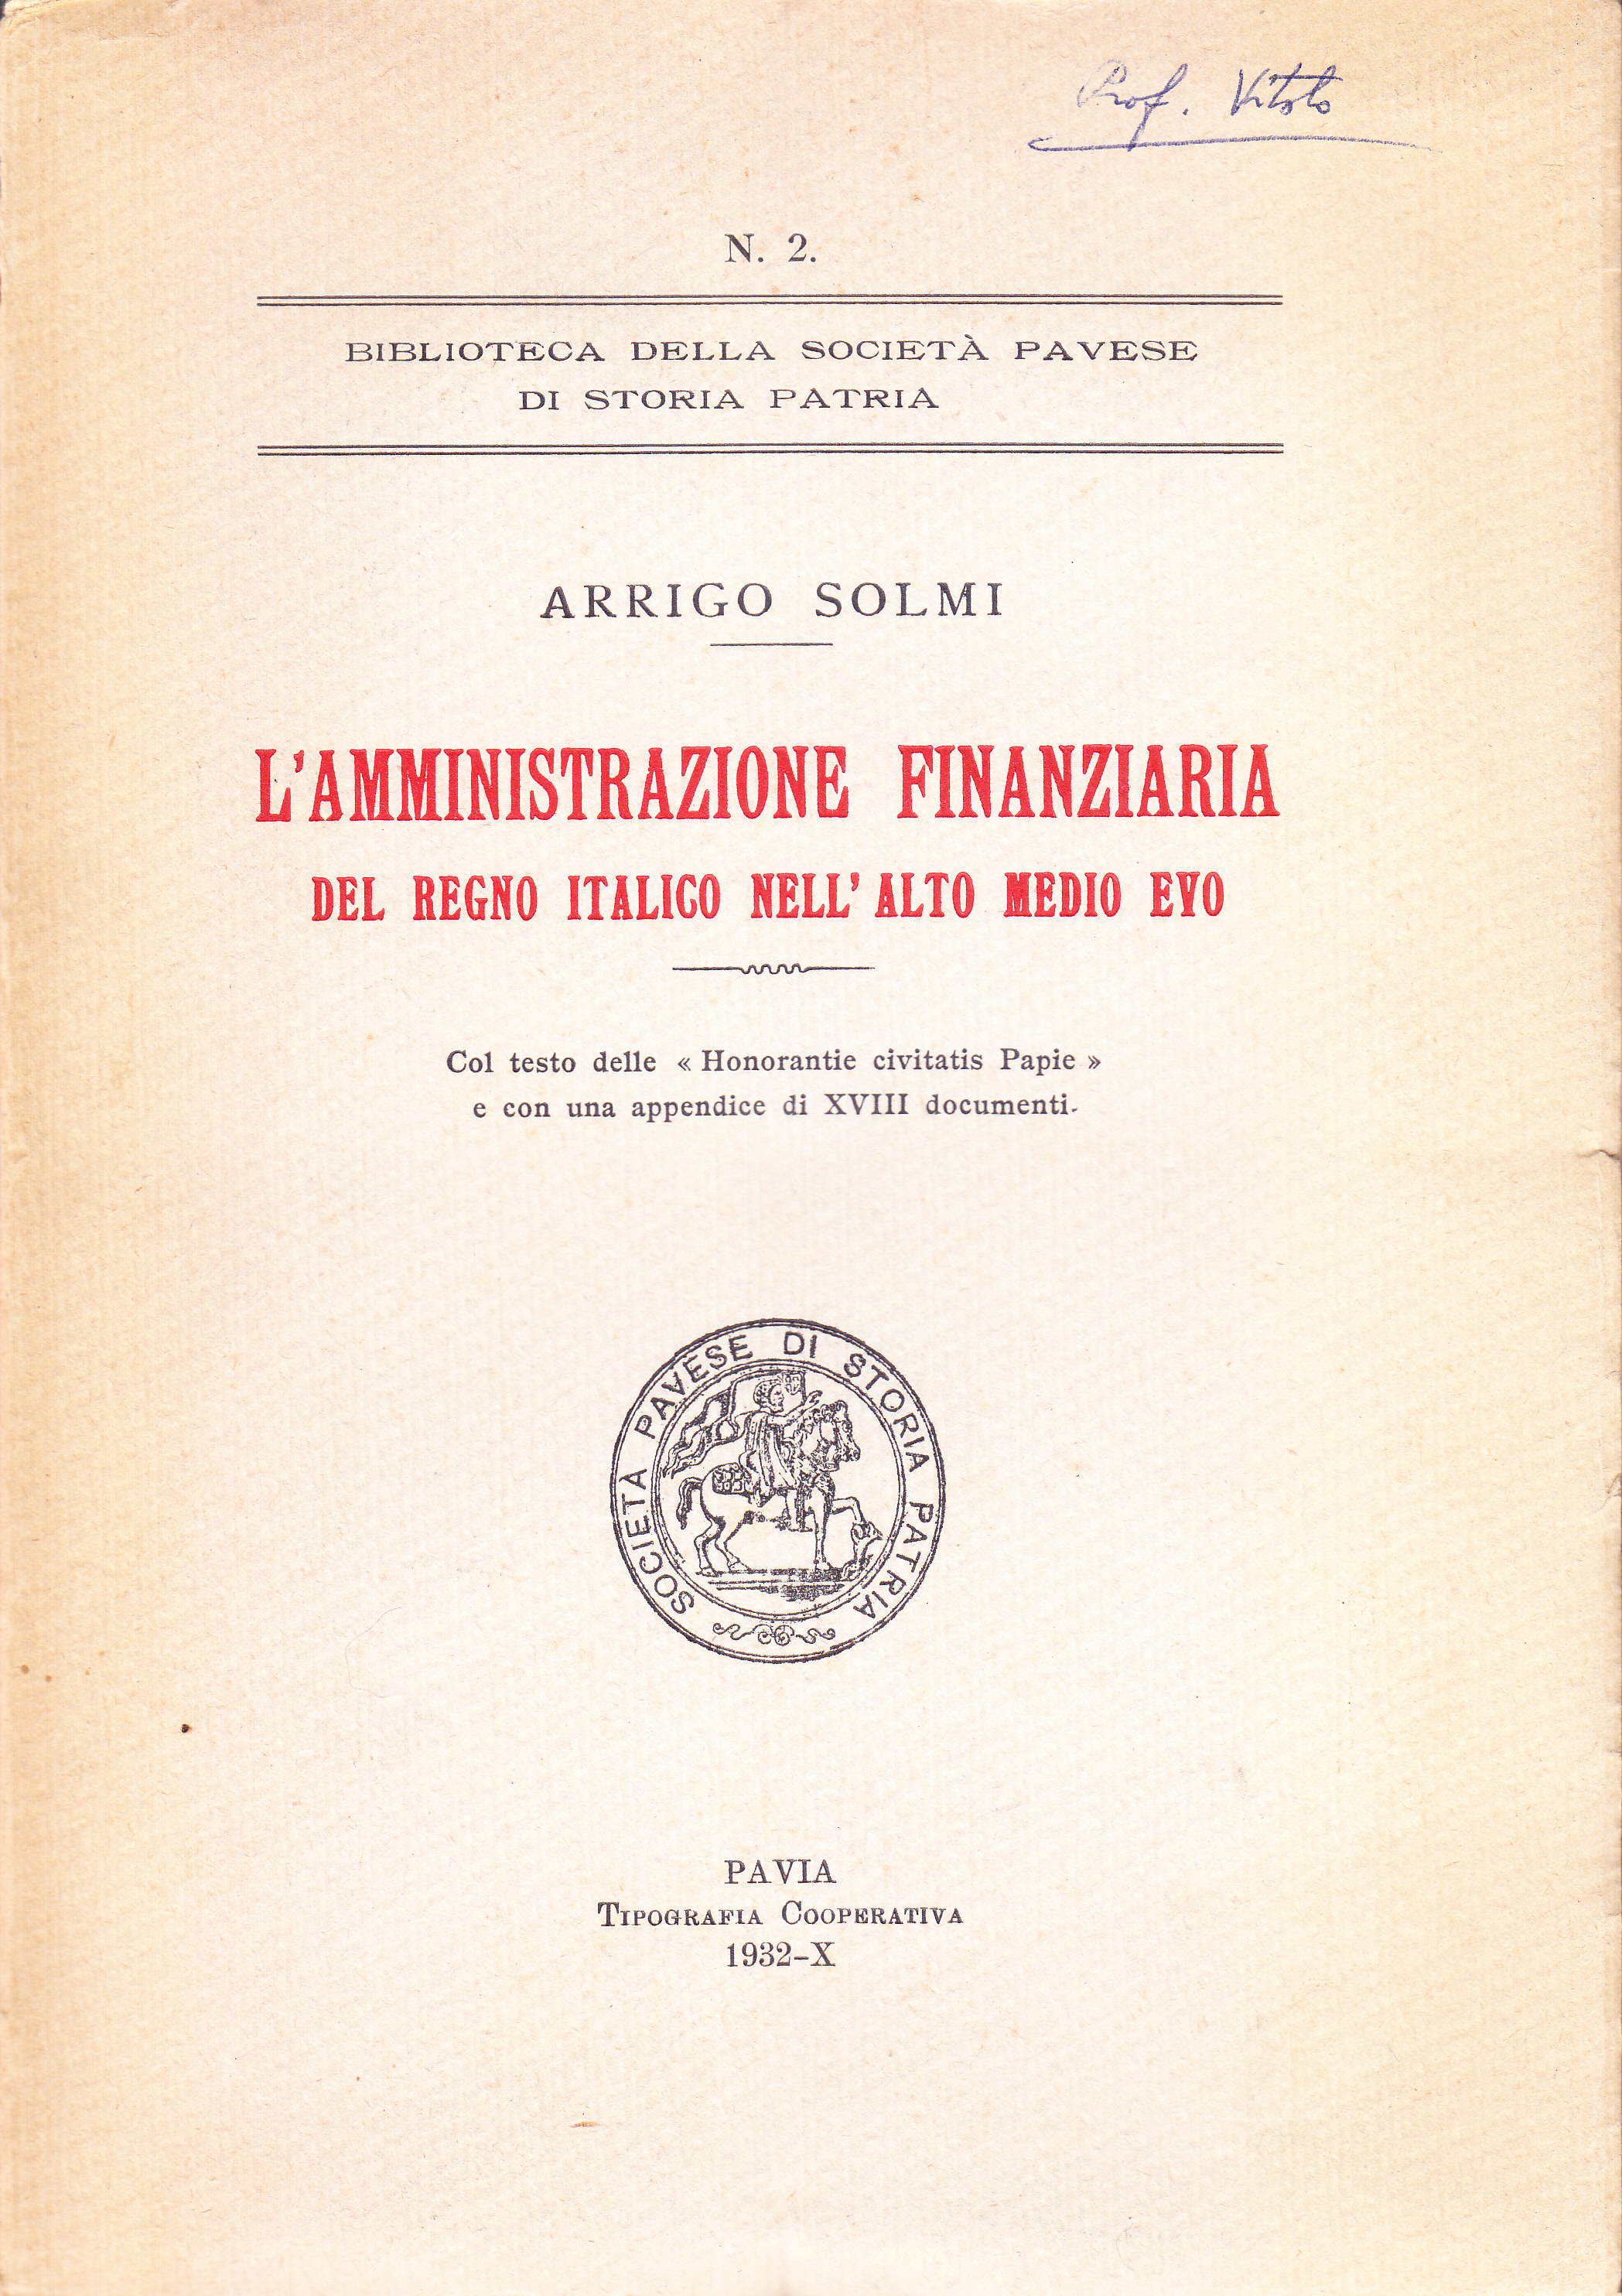 Prof. Vitolo
N. 2.
BIBLIOTECA DELLA SOCIETÀ PAVESE
DI STORIA PATRIA
ARRIGO SOLMI
L'AMMINISTRAZIONE FINANZIARIA
DEL REGNO ITALICO NELL' ALTO MEDIO EVO
Col testo delle « Honorantie civitatis Papie »
e con una appendice di XVIII documenti.
SOCIETÀ PAVESE DI STORIA PATRIA
PAVIA
TIPOGRAFIA COOPERATIVA
1932-X